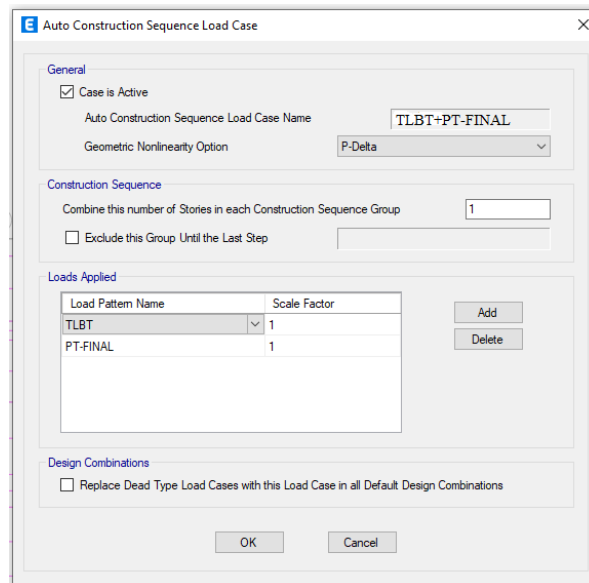 E Auto Construction Sequence Load Case
General
Case is Active
Auto Construction Sequence Load Case Name TLBT+PT-FINAL
Geometric Nonlinearity Option P-Delta
Construction Sequence
Combine this number of Stories in each Construction Sequence Group 1
Exclude this Group Until the Last Step
Loads Applied
Load Pattern Name Scale Factor
TLBT 1
PT-FINAL 1
Add
Delete
Design Combinations
Replace Dead Type Load Cases with this Load Case in all Default Design Combinations
OK Cancel